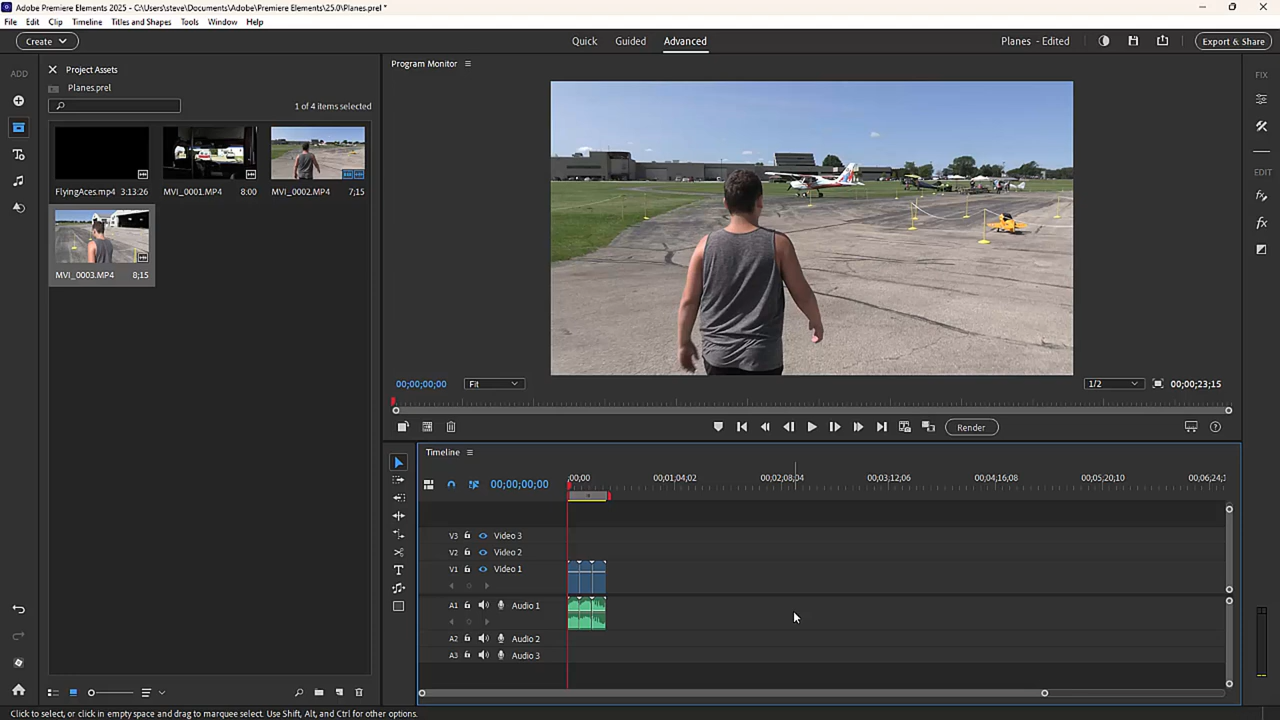 Adobe Premiere Elements 2025 - C:\Users\steve\Documents\Adobe\Premiere Elements\25.0\Planes.prel *
File Edit Clip Timeline Titles and Shapes Tools Window Help
Create Quick Guided Advanced Planes - Edited Export & Share
ADD Project Assets Program Monitor FIX
Planes.prel
1 of 4 items selected
FlyingAces.mp4 3:13:26 MVI_0001.MP4 8:00 MVI_0002.MP4 7;15
MVI_0003.MP4 8;15
EDIT
00;00;00;00 Fit 1/2 00;00;23;15
Render
Timeline
00;00;00;00 ;00;00 00;01;04;02 00;02;08;04 00;03;12;06 00;04;16;08 00;05;20;10 00;06;24;1
V3 Video 3
V2 Video 2
V1 Video 1
A1 Audio 1
A2 Audio 2
A3 Audio 3
Click to select, or click in empty space and drag to marquee select. Use Shift, Alt, and Ctrl for other options.